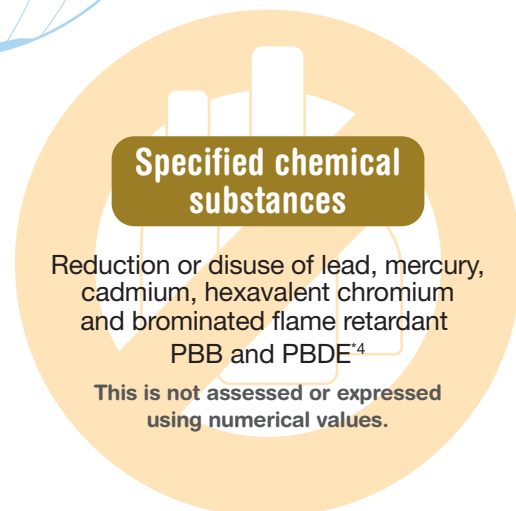 Specified chemical
substances
Reduction or disuse of lead, mercury,
cadmium, hexavalent chromium
and brominated flame retardant
PBB and PBDE*4
This is not assessed or expressed
using numerical values.